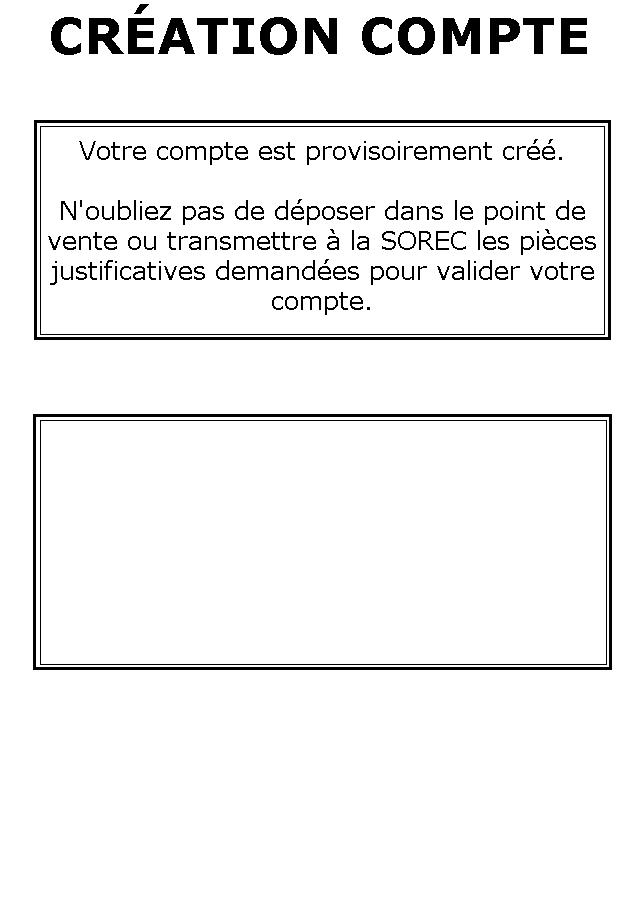 CRÉATION COMPTE
Votre compte est provisoirement créé.
N'oubliez pas de déposer dans le point de
vente ou transmettre à la SOREC les pièces
justificatives demandées pour valider votre
compte.